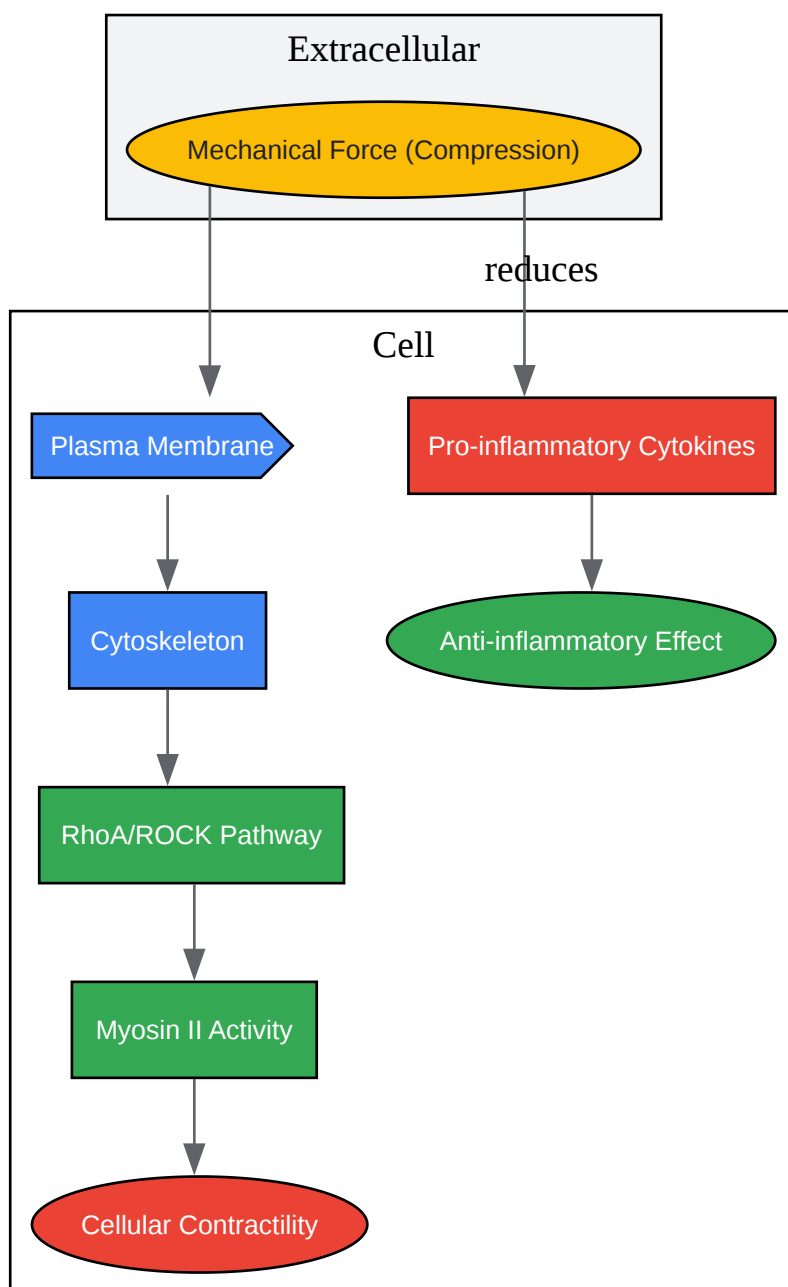 Extracellular
Mechanical Force (Compression)
reduces
Cell
Plasma Membrane
Pro-inflammatory Cytokines
Cytoskeleton
Anti-inflammatory Effect
RhoA/ROCK Pathway
Myosin II Activity
Cellular Contractility